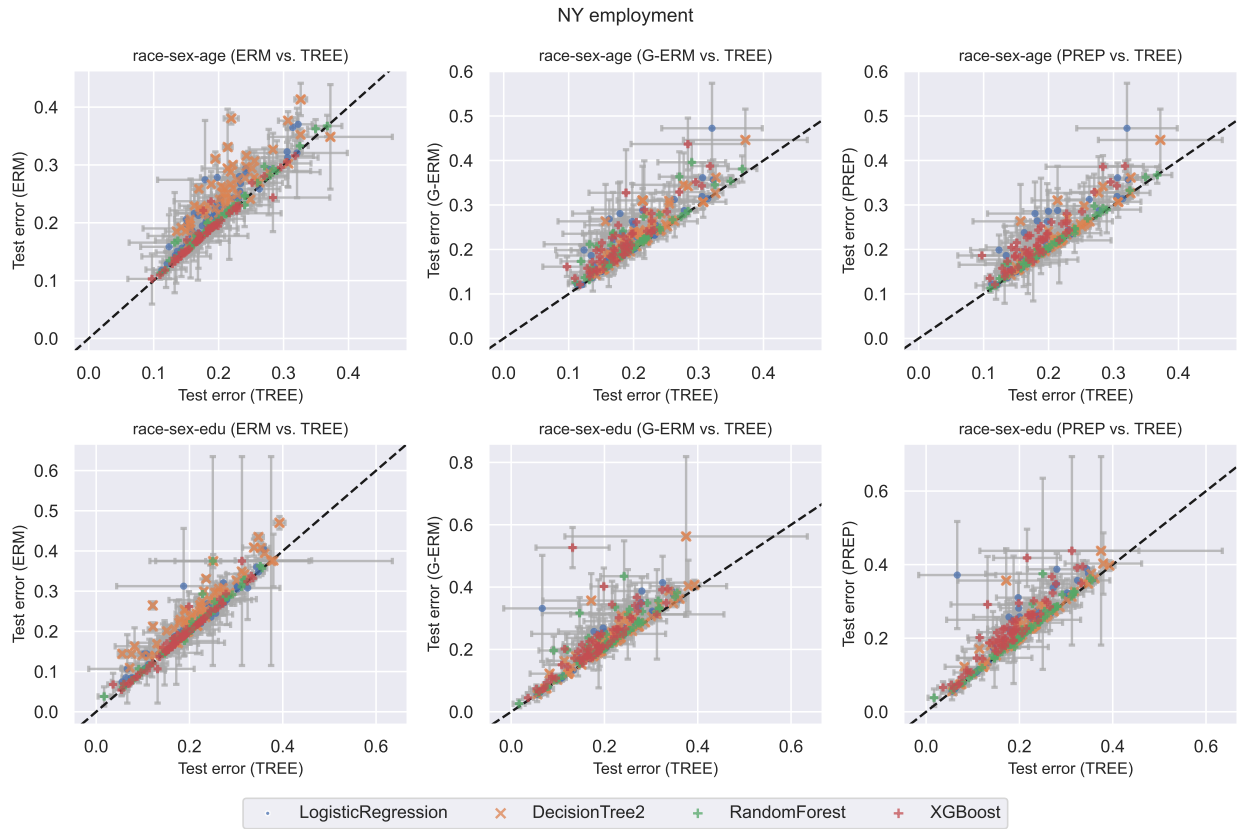 NY employment
race-sex-age (ERM vs. TREE)
race-sex-age (G-ERM vs. TREE)
race-sex-age (PREP vs. TREE)
Test error (ERM)
0.4
0.3
0.2
0.1
0.0
0.0 0.1 0.2 0.3 0.4
Test error (TREE)
Test error (G-ERM)
0.6
0.5
0.4
0.3
0.2
0.1
0.0
0.0 0.1 0.2 0.3 0.4
Test error (TREE)
Test error (PREP)
0.6
0.5
0.4
0.3
0.2
0.1
0.0
0.0 0.1 0.2 0.3 0.4
Test error (TREE)
race-sex-edu (ERM vs. TREE)
race-sex-edu (G-ERM vs. TREE)
race-sex-edu (PREP vs. TREE)
Test error (ERM)
0.6
0.5
0.4
0.3
0.2
0.1
0.0
0.0 0.2 0.4 0.6
Test error (TREE)
Test error (G-ERM)
0.8
0.6
0.4
0.2
0.0
0.0 0.2 0.4 0.6
Test error (TREE)
Test error (PREP)
0.6
0.4
0.2
0.0
0.0 0.2 0.4 0.6
Test error (TREE)
LogisticRegression DecisionTree2 RandomForest XGBoost